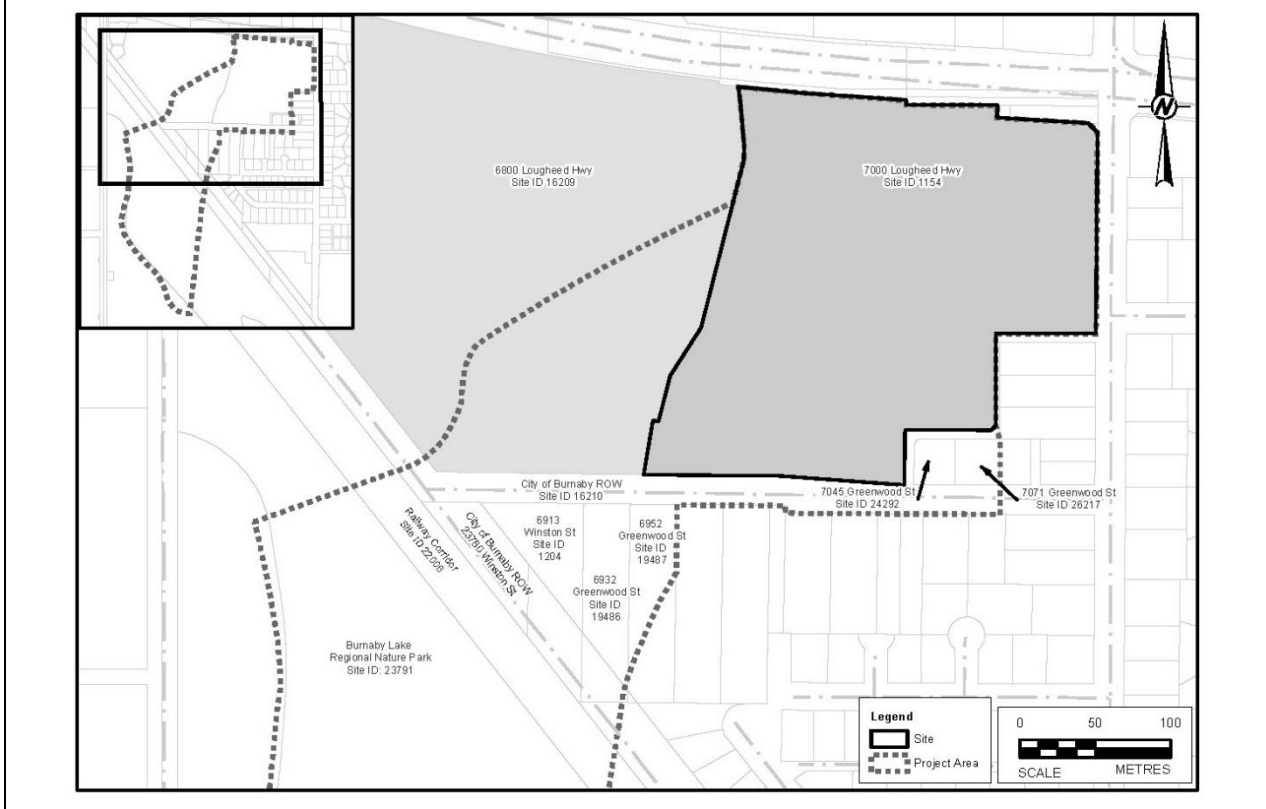 N
6800 Lougheed Hwy
Site ID 16209
7000 Lougheed Hwy
Site ID 1154
City of Burnaby ROW
Site ID 16210
7045 Greenwood St
Site ID 24292
7071 Greenwood St
Site ID 26217
6913
Winston St
Site ID
1204
6952
Greenwood St
Site ID
19487
6932
Greenwood St
Site ID
19486
City of Burnaby ROW
23780 Winston St
Railway Corridor
Site ID 22008
Burnaby Lake
Regional Nature Park
Site ID: 23791
Legend
Site
Project Area
0 50 100
SCALE METRES